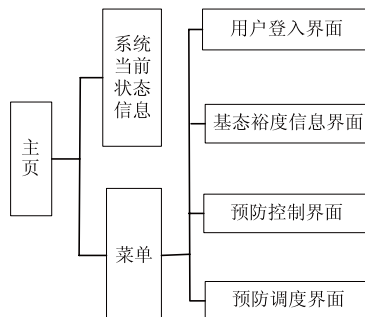 主
页
系统
当前
状态
信息
菜单
用户登入界面
基态裕度信息界面
预防控制界面
预防调度界面